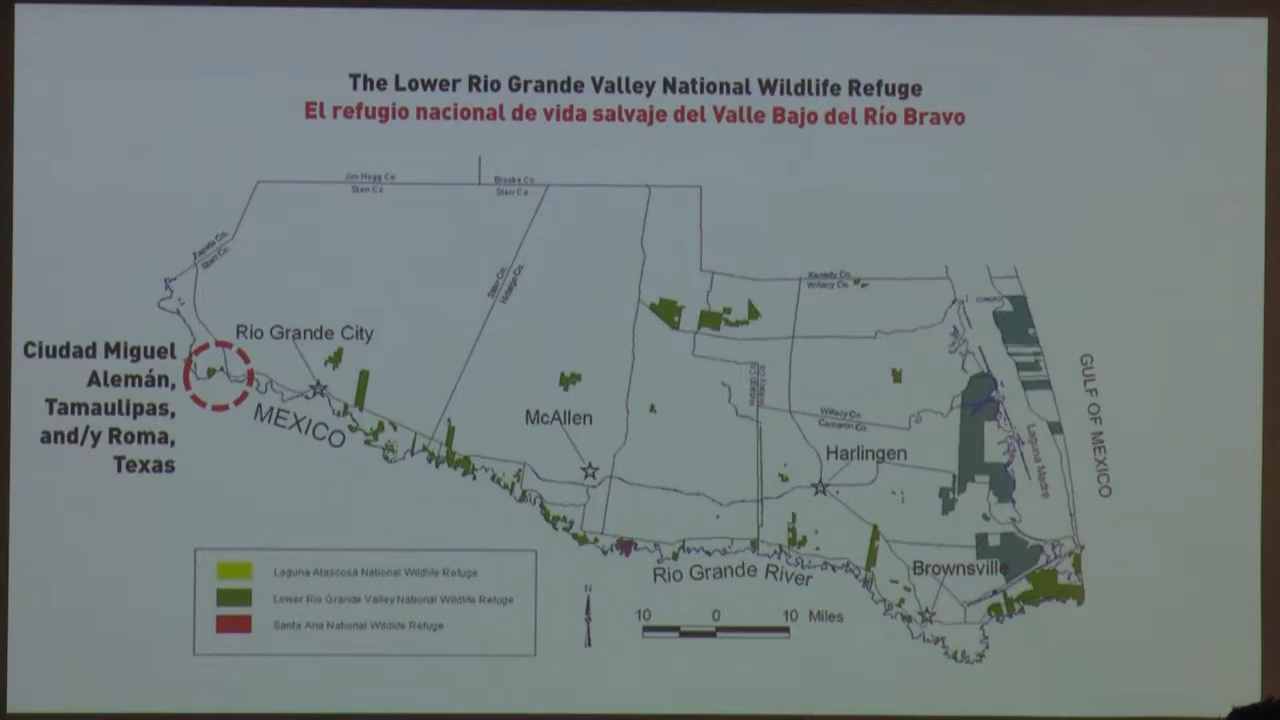 The Lower Rio Grande Valley National Wildlife Refuge
El refugio nacional de vida salvaje del Valle Bajo del Río Bravo
Jim Hogg Co
Starr Co
Brooks Co.
Starr Co.
Zapata Co.
Starr Co.
Starr Co.
Hidalgo Co.
Kenedy Co
Willacy Co.
Rio Grande City
Ciudad Miguel
Alemán,
Tamaulipas,
and/y Roma,
Texas
MEXICO
McAllen
Hidalgo Co
Willacy Co
Willacy Co.
Cameron Co.
Harlingen
Laguna Madre
GULF OF MEXICO
Rio Grande River
Brownsville
Laguna Atascosa National Wildlife Refuge
Lower Rio Grande Valley National Wildlife Refuge
Santa Ana National Wildlife Refuge
N
10 0 10 Miles